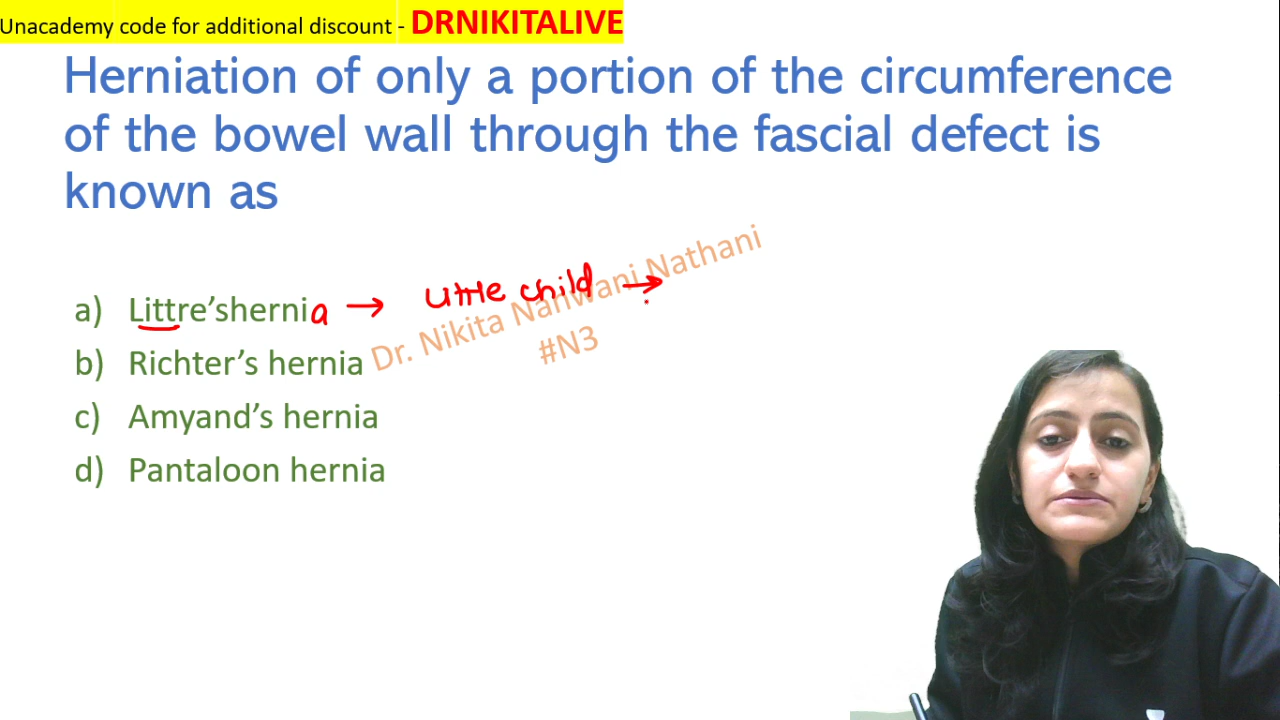 Unacademy code for additional discount - DRNIKITALIVE
Herniation of only a portion of the circumference
of the bowel wall through the fascial defect is
known as
a) Littre'shernia → Little child →
b) Richter's hernia
c) Amyand's hernia
d) Pantaloon hernia
Dr. Nikita Nanwani Nathani
#N3